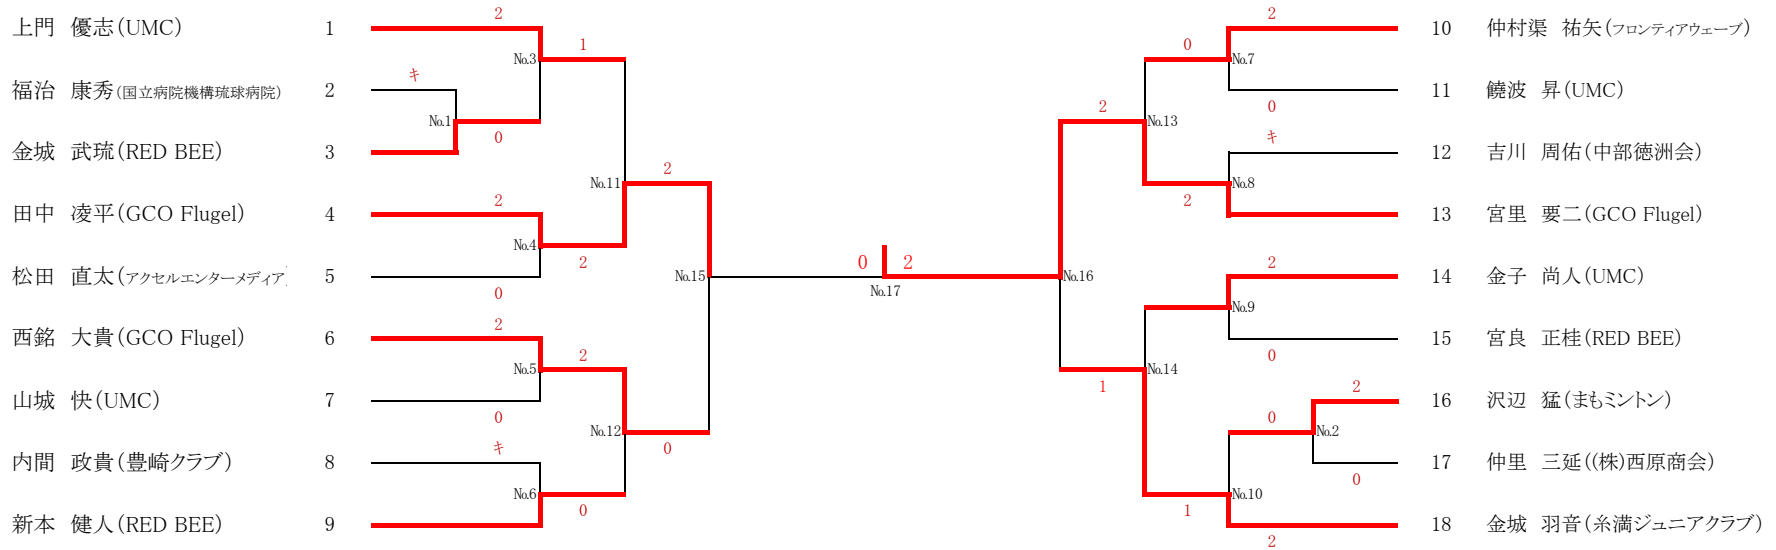 上門 優志(UMC) 1
福治 康秀(国立病院機構琉球病院) 2
金城 武琉(RED BEE) 3
田中 凌平(GCO Flugel) 4
松田 直太(アクセルエンターメディア) 5
西銘 大貴(GCO Flugel) 6
山城 快(UMC) 7
内間 政貴(豊崎クラブ) 8
新本 健人(RED BEE) 9
2
キ
No.3
1
No.1
0
2
No.11
2
No.4
2
0
2
No.5
2
0
キ
No.12
0
No.6
0
No.15
0 2
No.17
No.16
2
0
2
No.7
0
No.13
キ
No.8
2
2
No.9
0
No.14
1
2
0
No.2
0
No.10
1
2
10 仲村渠 祐矢(フロンティアウェーブ)
11 饒波 昇(UMC)
12 吉川 周佑(中部徳洲会)
13 宮里 要二(GCO Flugel)
14 金子 尚人(UMC)
15 宮良 正桂(RED BEE)
16 沢辺 猛(まもミントン)
17 仲里 三延((株)西原商会)
18 金城 羽音(糸満ジュニアクラブ)